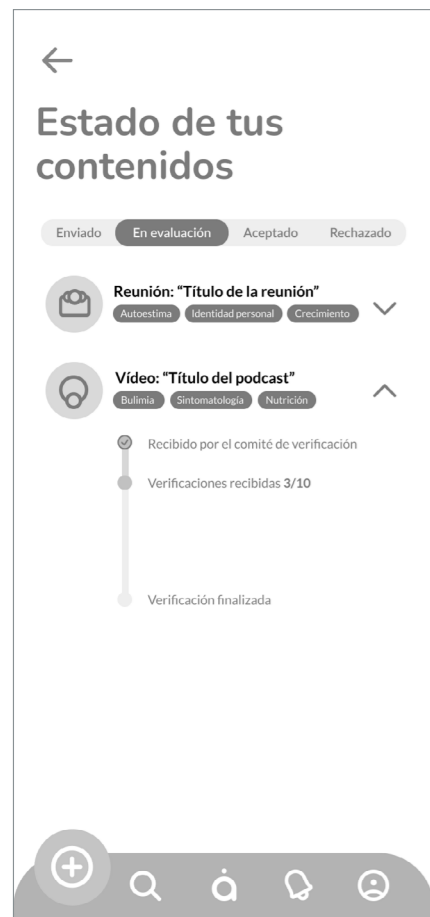 Estado de tus
contenidos
Enviado En evaluación Aceptado Rechazado
Reunión: “Título de la reunión”
Autoestima Identidad personal Crecimiento
Vídeo: “Título del podcast”
Bulimia Sintomatología Nutrición
Recibido por el comité de verificación
Verificaciones recibidas 3/10
Verificación finalizada